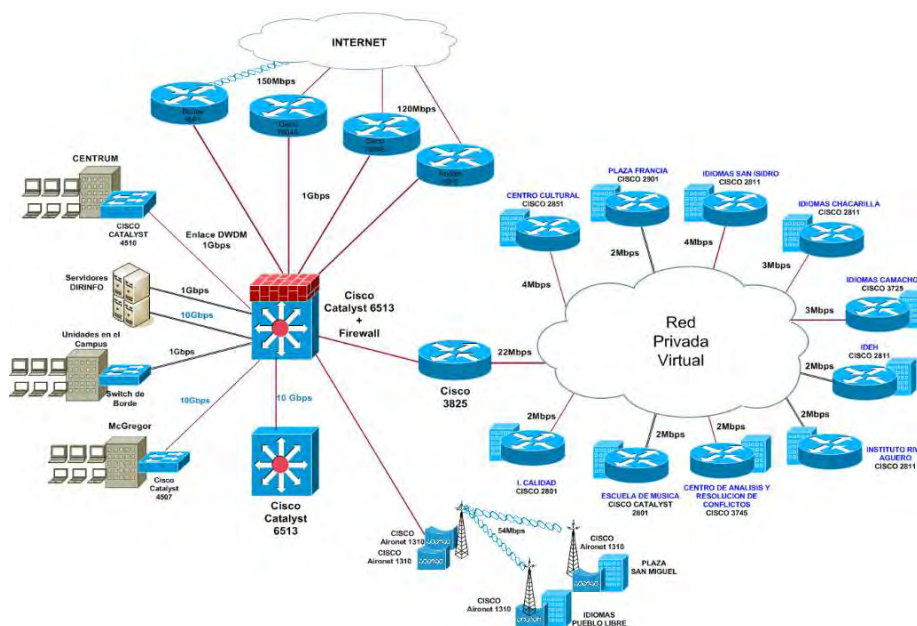 INTERNET
150Mbps
120Mbps
1Gbps
CENTRUM
CISCO
CATALYST
4510
Enlace DWDM
1Gbps
Servidores
DIRINFO
1Gbps
10Gbps
Unidades en el
Campus
1Gbps
Switch de
Borde
McGregor
10Gbps
Cisco
Catalyst
4507
Cisco
Catalyst 6513
+
Firewall
10 Gbps
Cisco
Catalyst
6513
Cisco
3825
22Mbps
Red
Privada
Virtual
CENTRO CULTURAL
CISCO 2851
4Mbps
PLAZA FRANCIA
CISCO 2901
2Mbps
IDIOMAS SAN ISIDRO
CISCO 2811
4Mbps
IDIOMAS CHACARILLA
CISCO 2811
3Mbps
IDIOMAS CAMACHO
CISCO 3725
3Mbps
IDEH
CISCO 2811
2Mbps
2Mbps
INSTITUTO RIV
AGUERO
CISCO 2811
2Mbps
CENTRO DE ANALISIS Y
RESOLUCION DE
CONFLICTOS
CISCO 3745
2Mbps
ESCUELA DE MUSICA
CISCO CATALYST
2801
2Mbps
I. CALIDAD
CISCO 2801
CISCO
Aironet 1310
CISCO
Aironet 1310
54Mbps
CISCO
Aironet 1310
PLAZA
SAN MIGUEL
CISCO
Aironet 1310
IDIOMAS
PUEBLO LIBRE